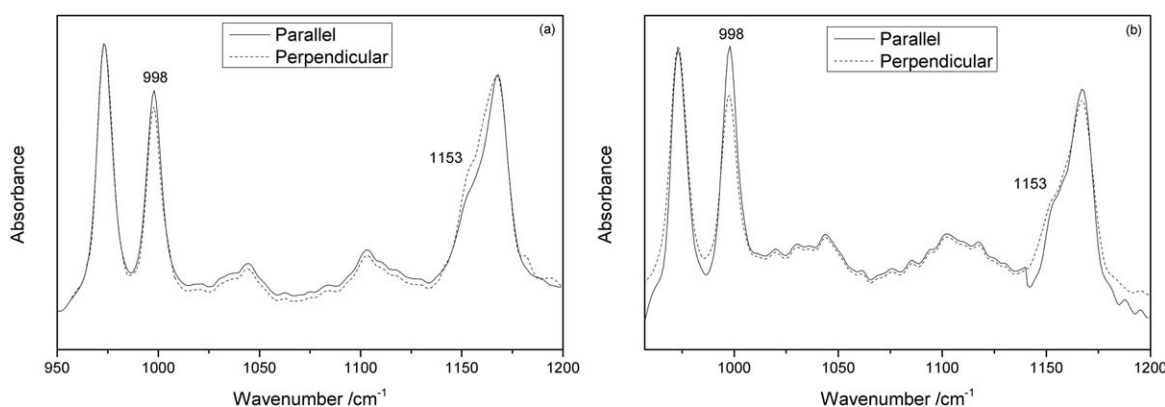 (a)
Parallel
Perpendicular
998
1153
Absorbance
950
1000
1050
1100
1150
1200
Wavenumber /cm⁻¹
(b)
Parallel
Perpendicular
998
1153
Absorbance
1000
1050
1100
1150
1200
Wavenumber /cm⁻¹